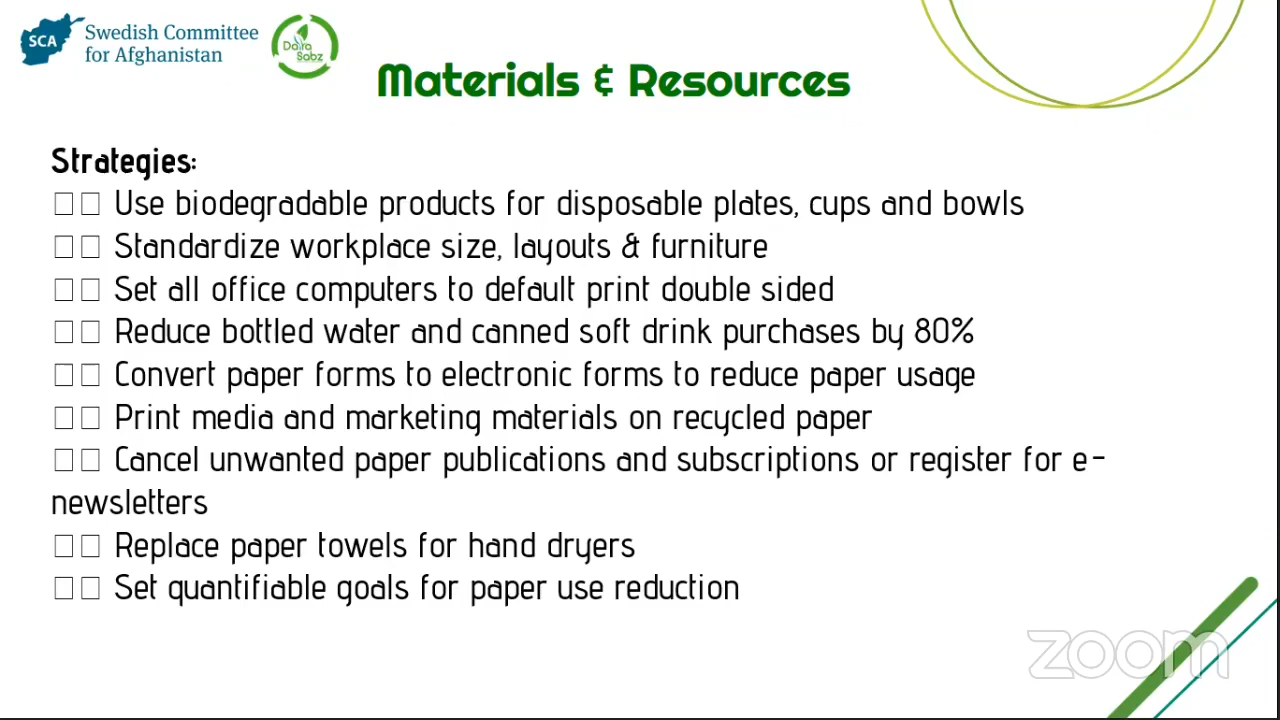 SCA
Swedish Committee
for Afghanistan
Daira
Sabz
Materials & Resources
Strategies:
□□ Use biodegradable products for disposable plates, cups and bowls
□□ Standardize workplace size, layouts & furniture
□□ Set all office computers to default print double sided
□□ Reduce bottled water and canned soft drink purchases by 80%
□□ Convert paper forms to electronic forms to reduce paper usage
□□ Print media and marketing materials on recycled paper
□□ Cancel unwanted paper publications and subscriptions or register for e-
newsletters
□□ Replace paper towels for hand dryers
□□ Set quantifiable goals for paper use reduction
zoom